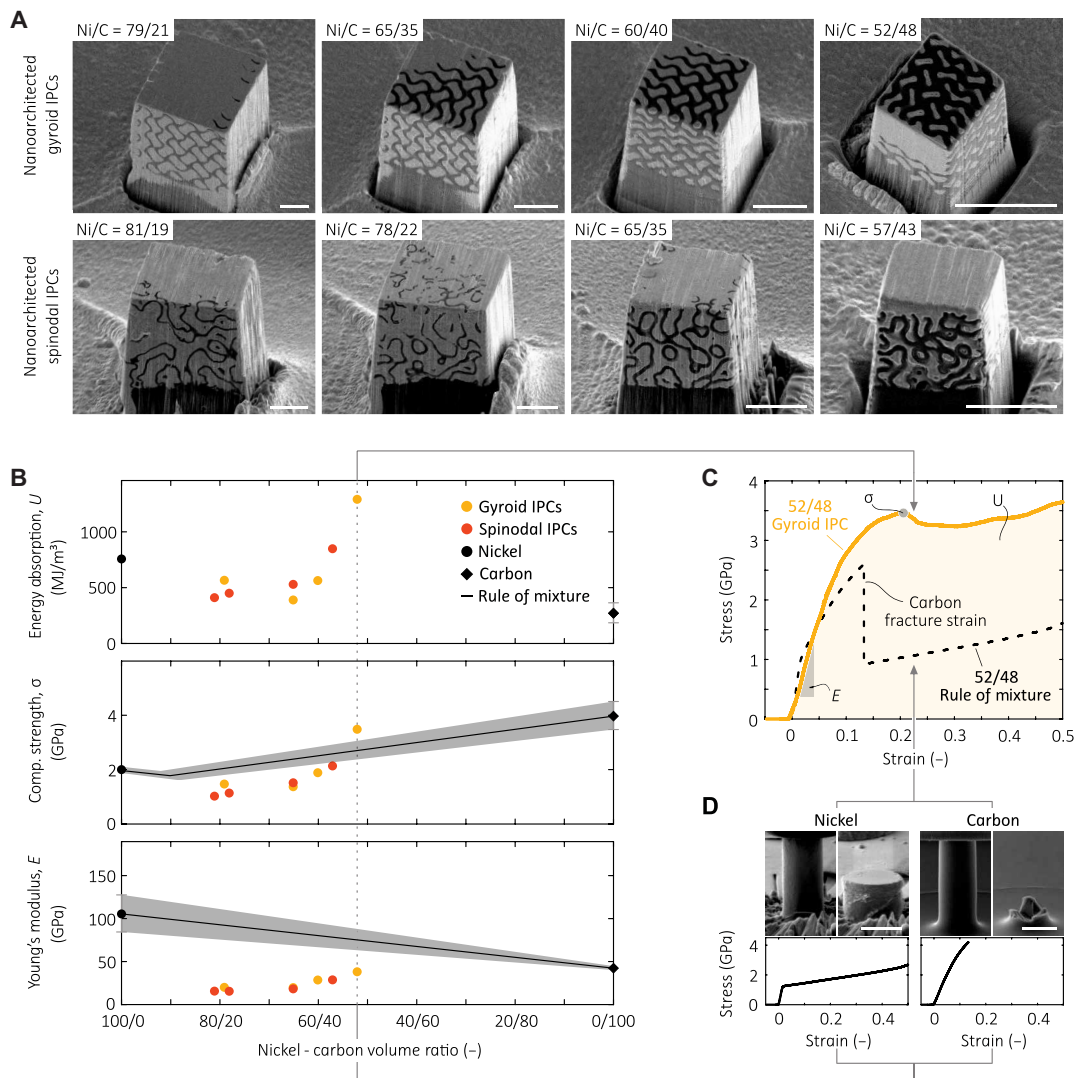 A
Nanoarchitected
gyroid IPCs
Ni/C = 79/21
Ni/C = 65/35
Ni/C = 60/40
Ni/C = 52/48
Nanoarchitected
spinodal IPCs
Ni/C = 81/19
Ni/C = 78/22
Ni/C = 65/35
Ni/C = 57/43
B
Energy absorption, U
(MJ/m³)
1000
500
0
Gyroid IPCs
Spinodal IPCs
Nickel
Carbon
Rule of mixture
Comp. strength, σ
(GPa)
4
2
0
Young's modulus, E
(GPa)
150
100
50
0
100/0
80/20
60/40
40/60
20/80
0/100
Nickel - carbon volume ratio (–)
C
Stress (GPa)
4
3
2
1
0
52/48
Gyroid IPC
σ
U
Carbon
fracture strain
E
52/48
Rule of mixture
0
0.1
0.2
0.3
0.4
0.5
Strain (–)
D
Nickel
Carbon
Stress (GPa)
4
2
0
0
0.2
0.4
Strain (–)
0
0.2
0.4
Strain (–)